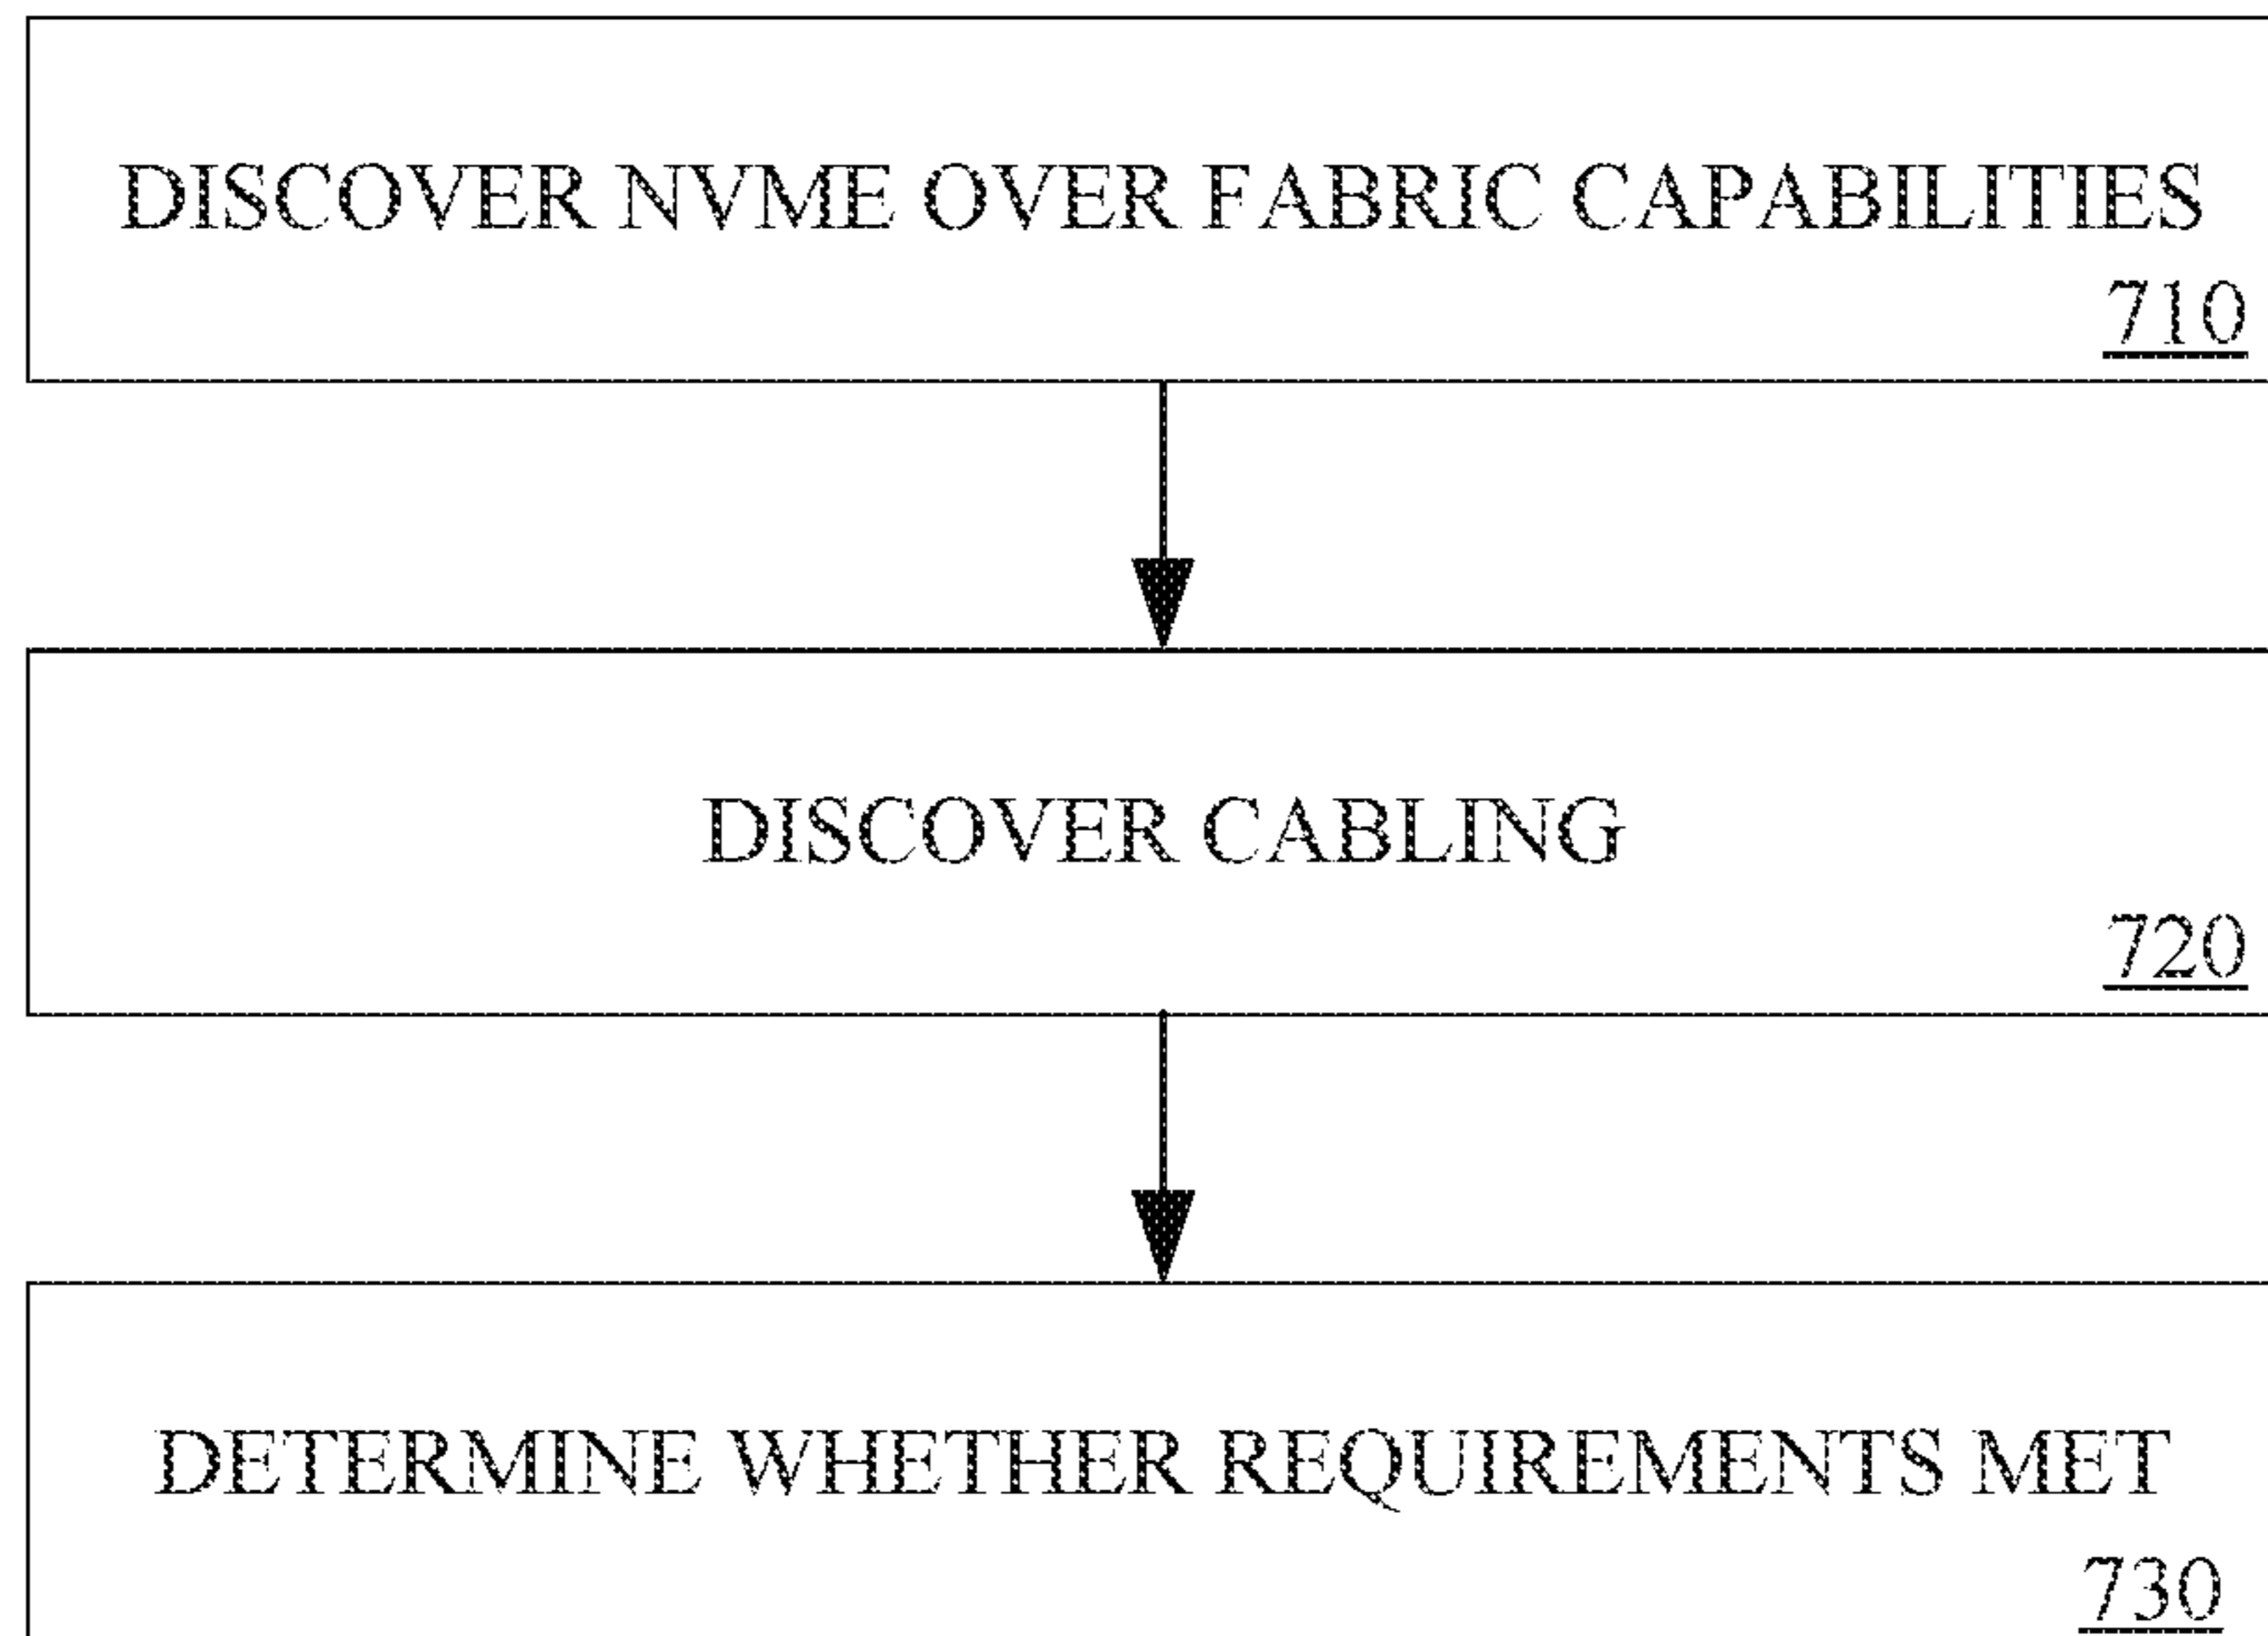 DISCOVER NVME OVER FABRIC CAPABILITIES
710
DISCOVER CABLING
720
DETERMINE WHETHER REQUIREMENTS MET
730